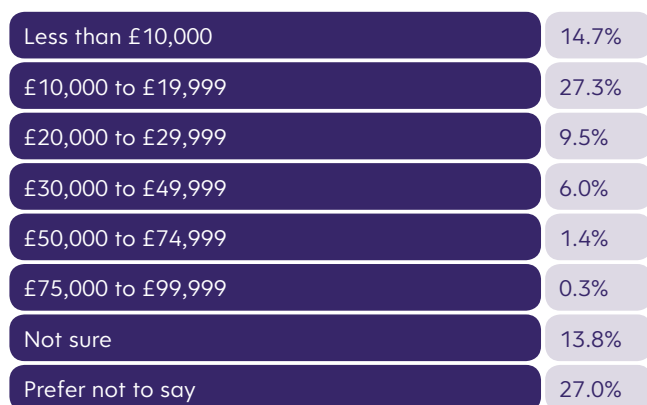 Less than £10,000 14.7%
£10,000 to £19,999 27.3%
£20,000 to £29,999 9.5%
£30,000 to £49,999 6.0%
£50,000 to £74,999 1.4%
£75,000 to £99,999 0.3%
Not sure 13.8%
Prefer not to say 27.0%